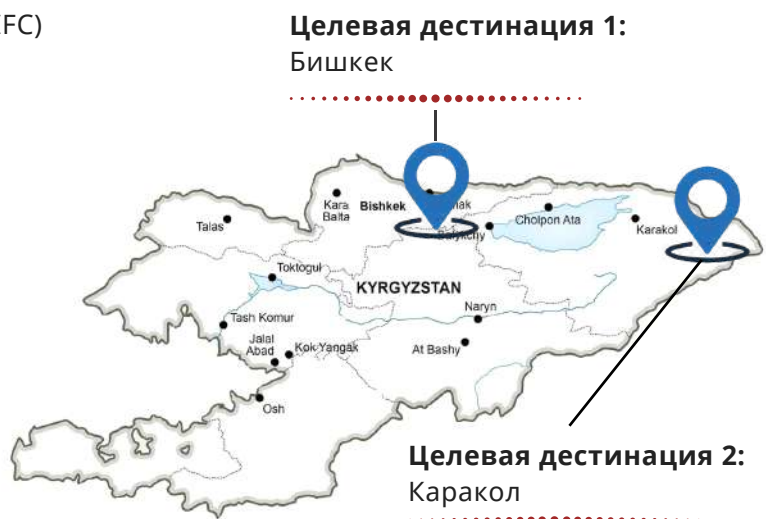 FC)
Целевая дестинация 1:
Бишкек
Kara
Balta
Bishkek
Talas
Cholpon Ata
Karakol
Toktogul
KYRGYZSTAN
Naryn
Tash Komur
Jalal
Abad
Kok Yangak
At Bashy
Osh
Целевая дестинация 2:
Каракол